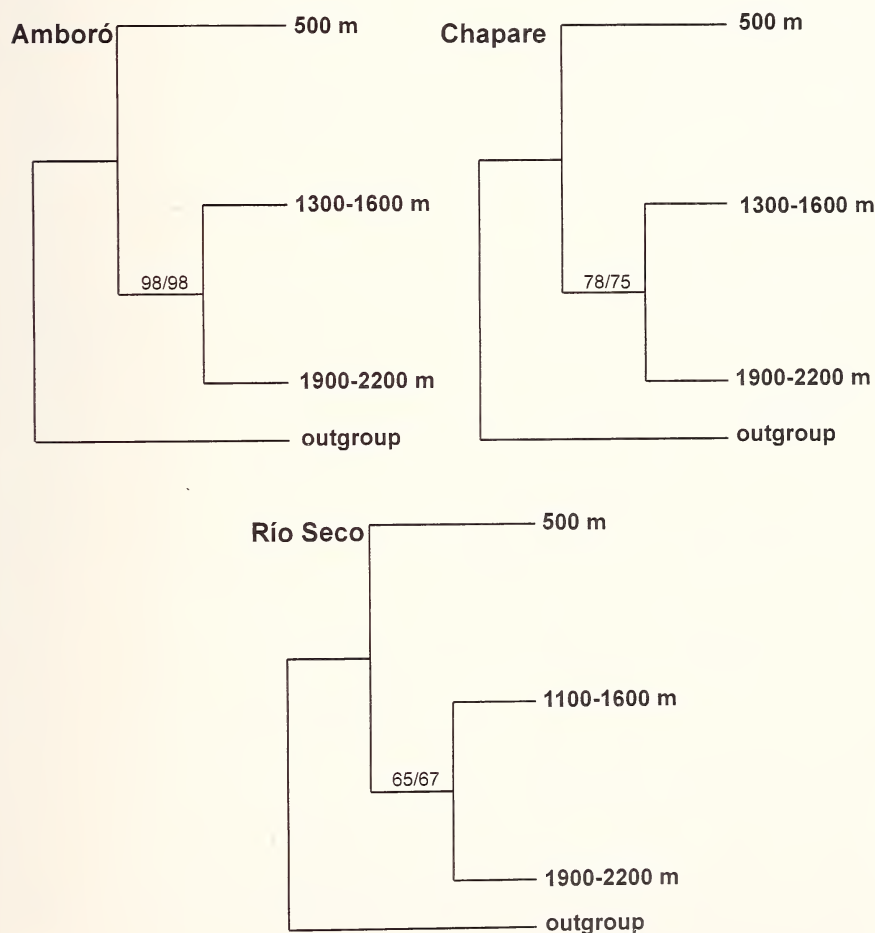 Amboró
500 m
1300-1600 m
98/98
1900-2200 m
outgroup
Chapare
500 m
1300-1600 m
78/75
1900-2200 m
outgroup
Río Seco
500 m
1100-1600 m
65/67
1900-2200 m
outgroup